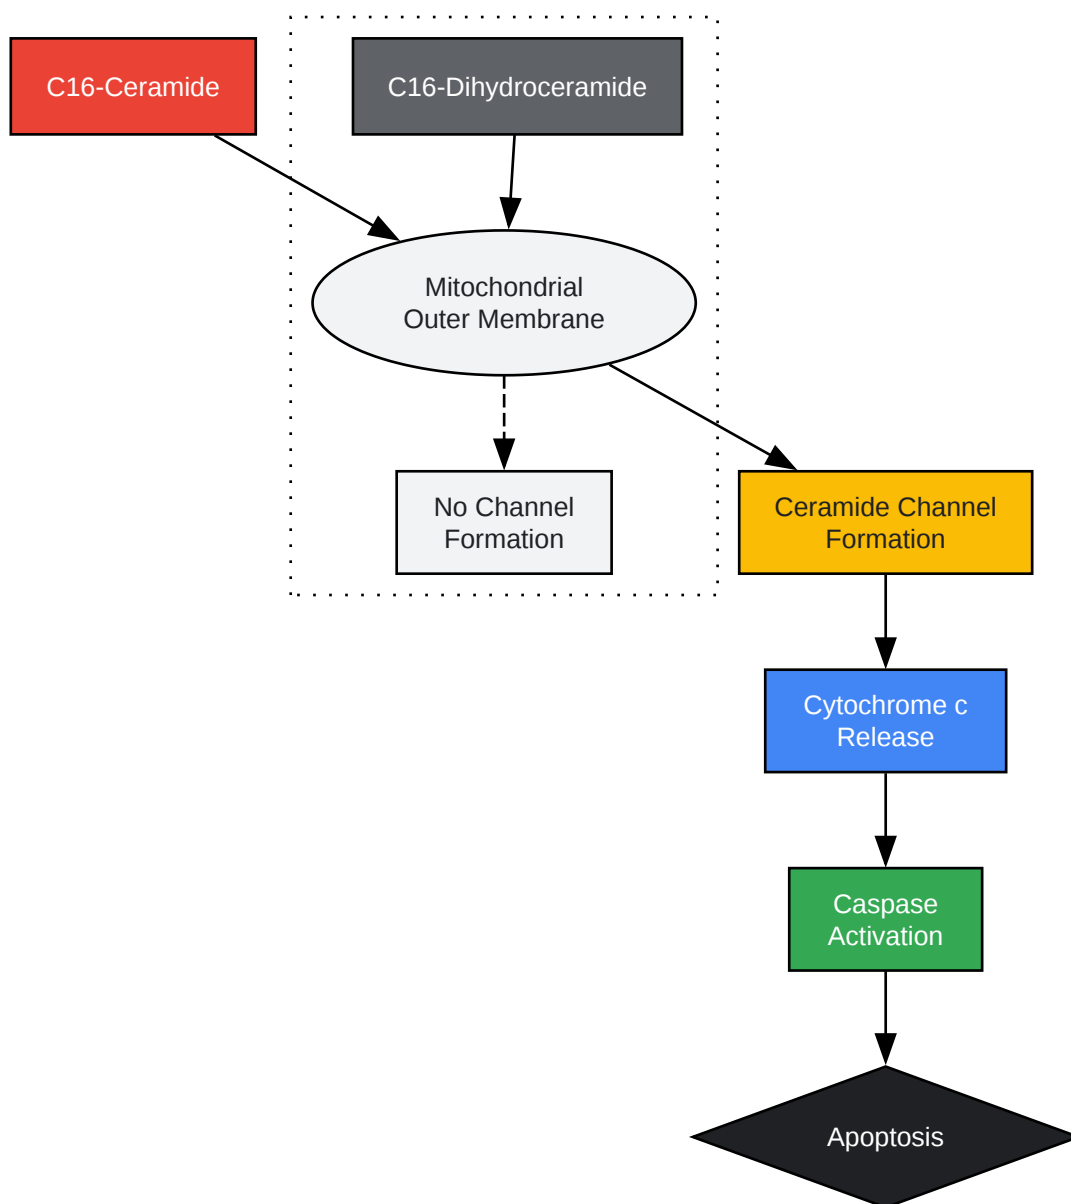 C16-Ceramide
C16-Dihydroceramide
Mitochondrial
Outer Membrane
No Channel
Formation
Ceramide Channel
Formation
Cytochrome c
Release
Caspase
Activation
Apoptosis